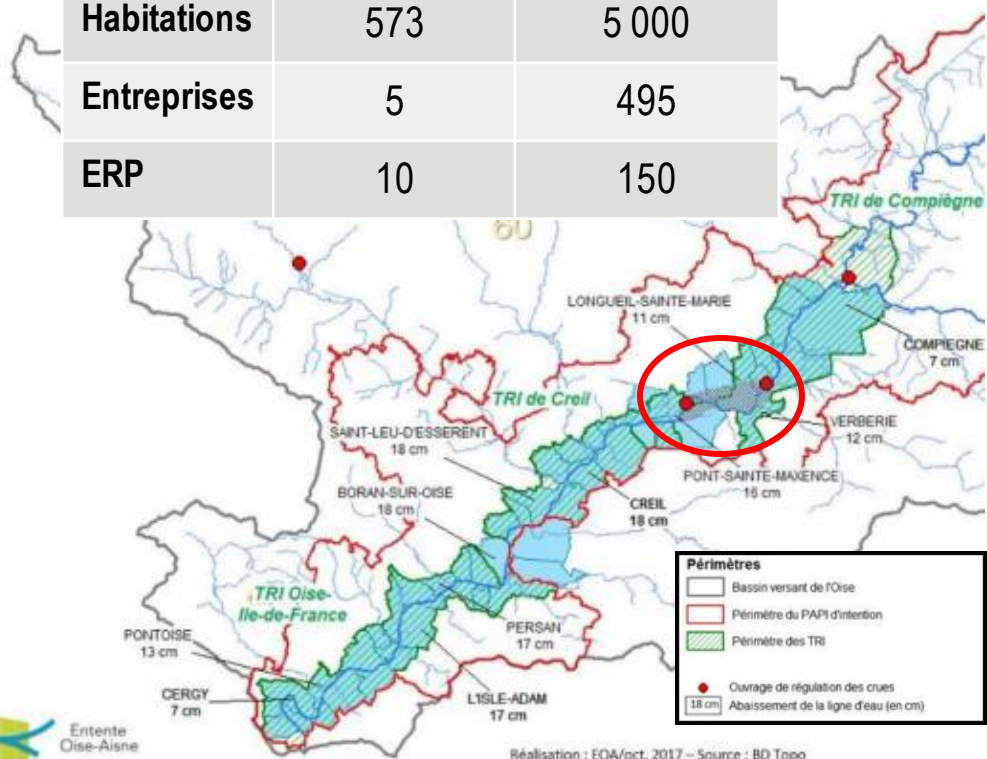 Habitations 573 5 000
Entreprises 5 495
ERP 10 150
60
TRI de Compiègne
LONGUEIL-SAINTE-MARIE
11 cm
COMPIEGNE
7 cm
TRI de Creil
VERBERIE
12 cm
SAINT-LEU-D'ESSERENT
18 cm
PONT-SAINTE-MAXENCE
16 cm
BORAN-SUR-OISE
18 cm
CREIL
18 cm
TRI Oise-
Ile-de-France
PERSAN
17 cm
PONTOISE
13 cm
CERGY
7 cm
L'ISLE-ADAM
17 cm
Périmètres
Bassin versant de l'Oise
Périmètre du PAPI d'intention
Périmètre des TRI
Ouvrage de régulation des crues
18 cm Abaissement de la ligne d'eau (en cm)
Entente
Oise-Aisne
Réalisation : EOA/oct. 2017 – Source : BD Topo